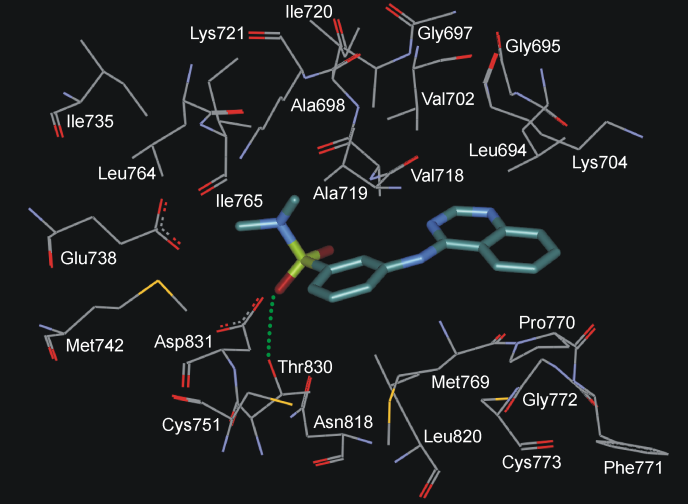 Ile720
Lys721
Gly697
Gly695
Ala698
Val702
Ile735
Leu694
Lys704
Leu764
Val718
Ala719
Ile765
Glu738
Met742
Asp831
Pro770
Thr830
Met769
Gly772
Cys751
Asn818
Leu820
Cys773
Phe771